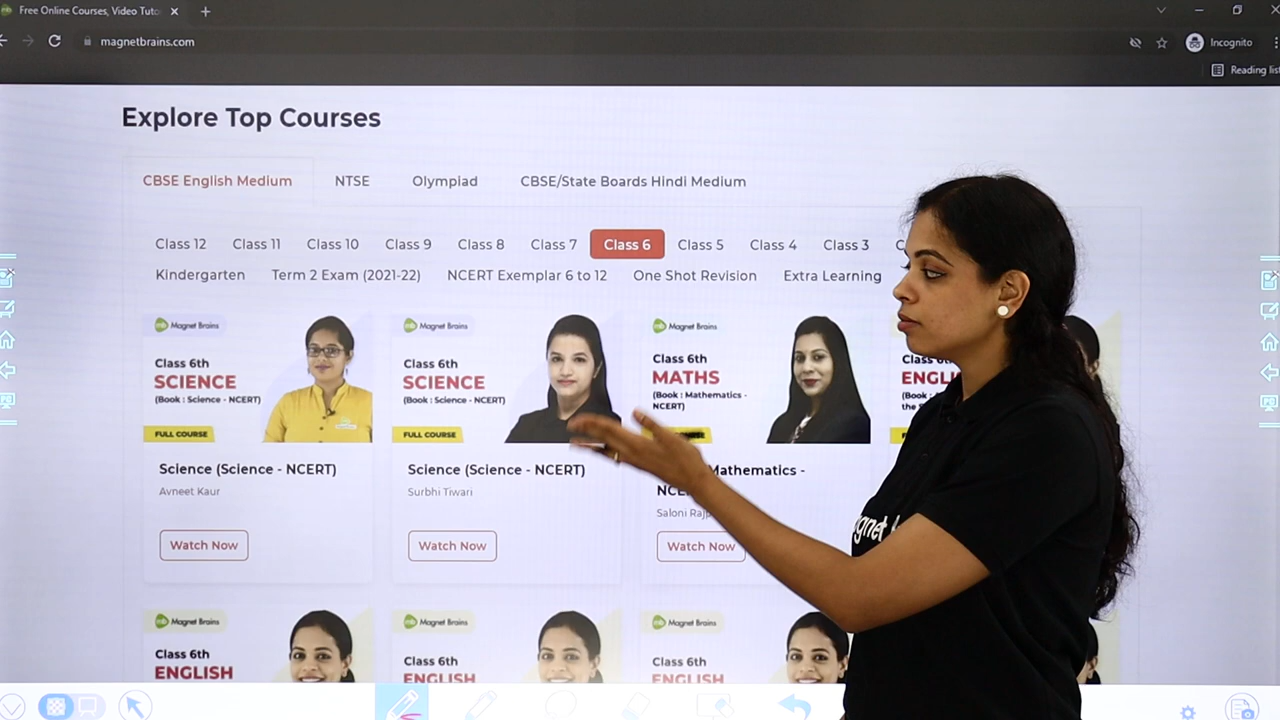 Free Online Courses, Video Tuto
magnetbrains.com
Incognito
Reading list
Explore Top Courses
CBSE English Medium NTSE Olympiad CBSE/State Boards Hindi Medium
Class 12 Class 11 Class 10 Class 9 Class 8 Class 7 Class 6 Class 5 Class 4 Class 3
Kindergarten Term 2 Exam (2021-22) NCERT Exemplar 6 to 12 One Shot Revision Extra Learning
Magnet Brains
Class 6th
SCIENCE
(Book : Science - NCERT)
FULL COURSE
Science (Science - NCERT)
Avneet Kaur
Watch Now
Magnet Brains
Class 6th
SCIENCE
(Book : Science - NCERT)
FULL COURSE
Science (Science - NCERT)
Surbhi Tiwari
Watch Now
Magnet Brains
Class 6th
MATHS
(Book : Mathematics -
NCERT)
Mathematics -
Saloni
Watch Now
Class
(Book :
the
Magnet Brains
Class 6th
ENGLISH
Magnet Brains
Class 6th
ENGLISH
Magnet Brains
Class 6th
ENGLISH